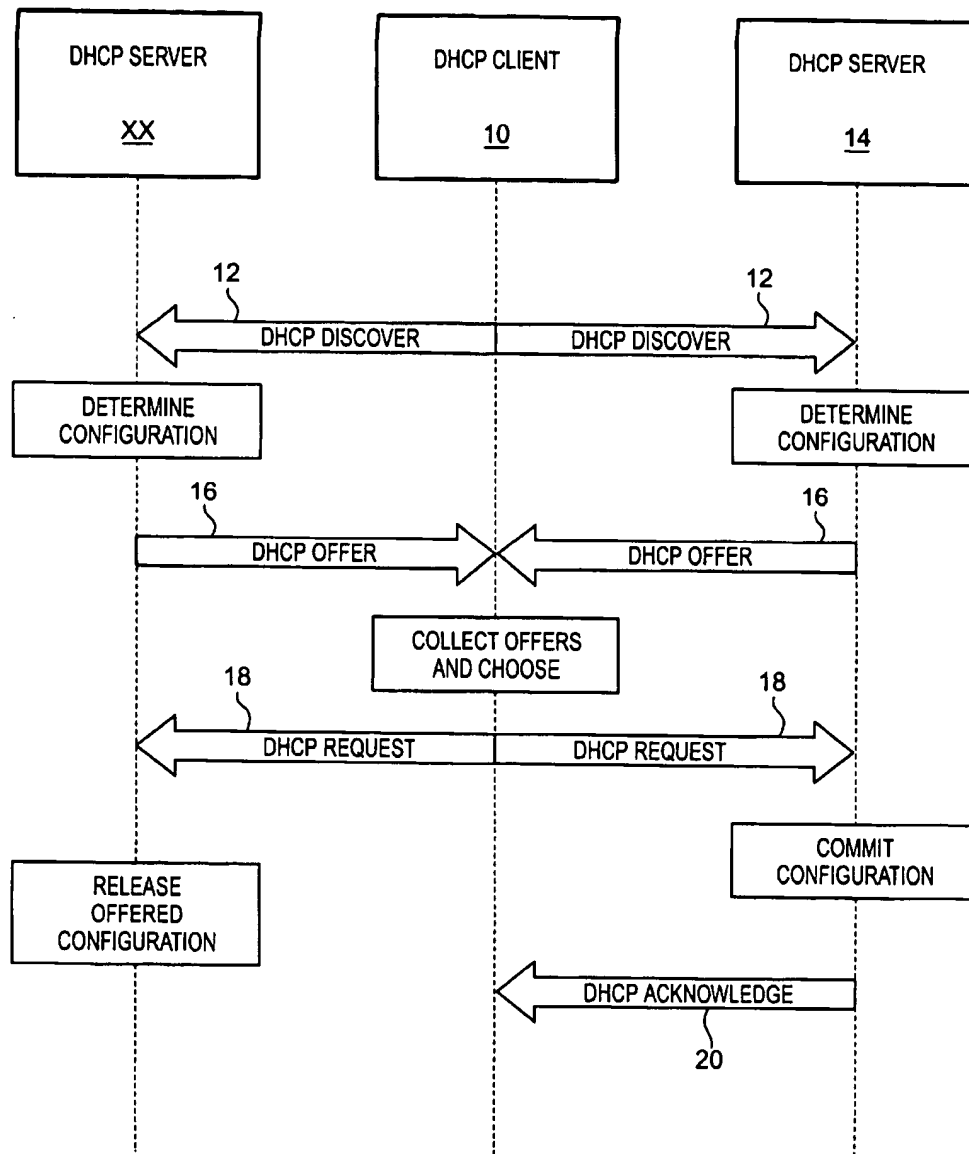 DHCP SERVER
XX
DHCP CLIENT
10
DHCP SERVER
14
12
12
DHCP DISCOVER
DHCP DISCOVER
DETERMINE
CONFIGURATION
DETERMINE
CONFIGURATION
16
16
DHCP OFFER
DHCP OFFER
COLLECT OFFERS
AND CHOOSE
18
18
DHCP REQUEST
DHCP REQUEST
COMMIT
CONFIGURATION
RELEASE
OFFERED
CONFIGURATION
DHCP ACKNOWLEDGE
20